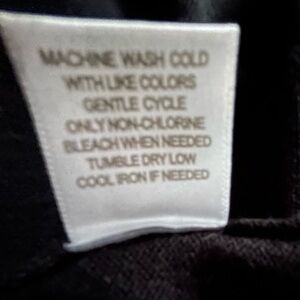 MACHINE WASH COLD
WITH LIKE COLORS
GENTLE CYCLE
ONLY NON-CHLORINE
BLEACH WHEN NEEDED
TUMBLE DRY LOW
COOL IRON IF NEEDED